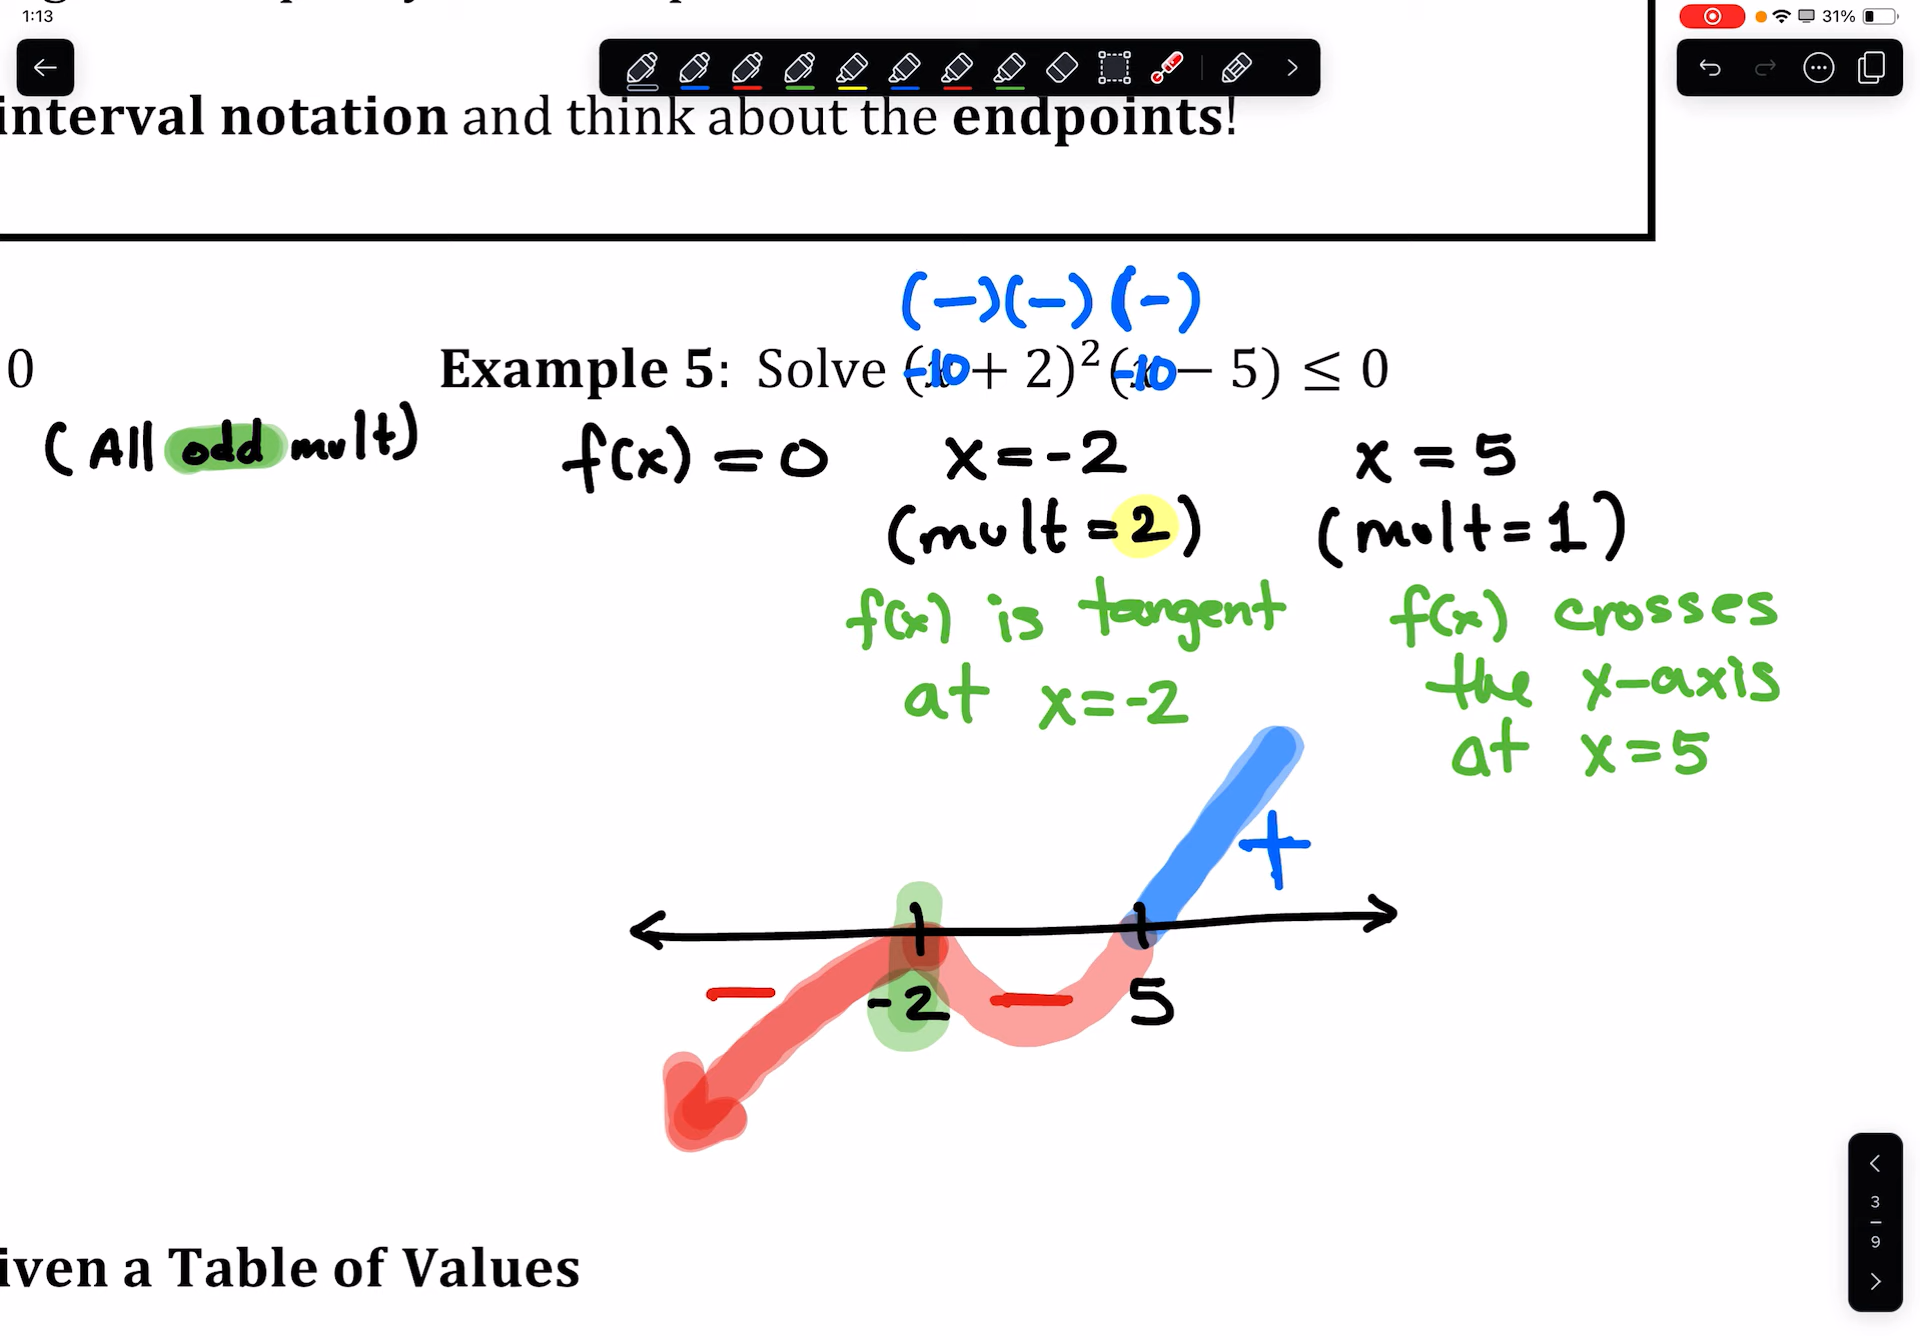 1:13
31%
interval notation and think about the endpoints!
(-)(-)(-)
0
Example 5: Solve (-10+ 2)²(-10- 5) ≤ 0
(All odd mult)
f(x) = 0
x=-2
x = 5
(mult=2)
(mult=1)
f(x) is tangent
at x=-2
f(x) crosses
the x-axis
at x=5
+
- -2 - 5
3
9
iven a Table of Values